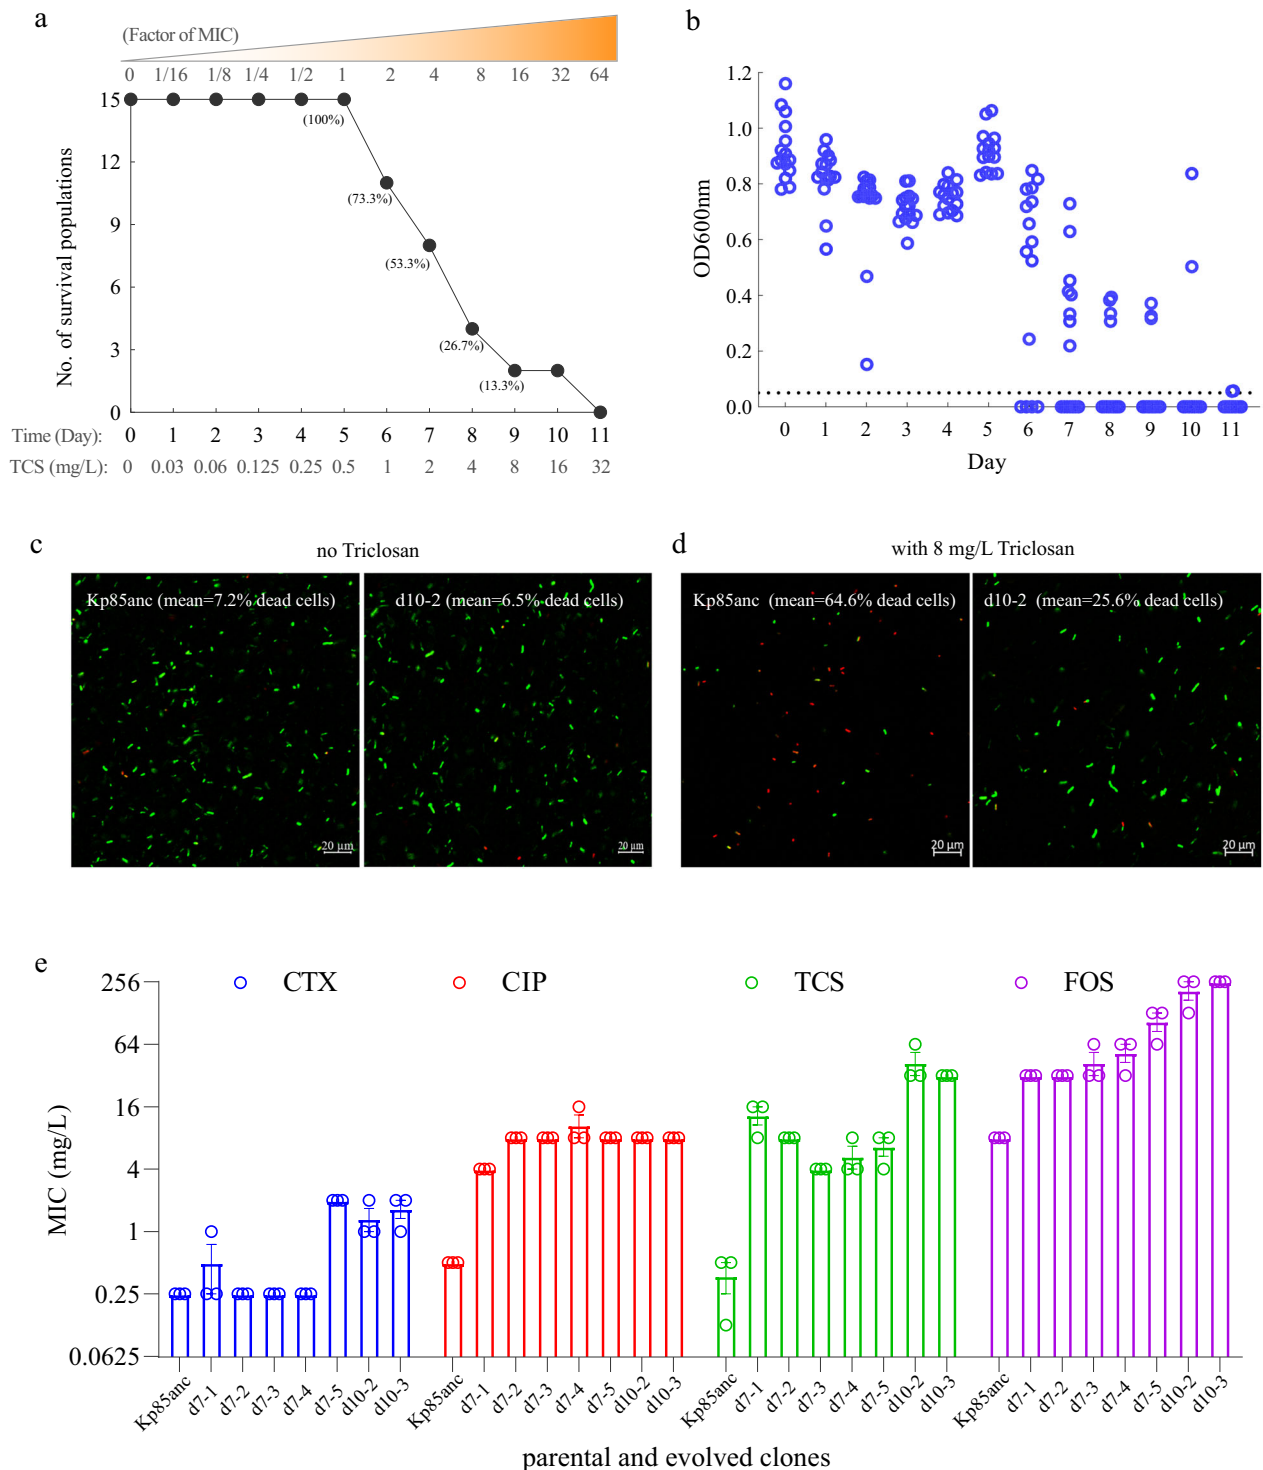 a
(Factor of MIC)
0 1/16 1/8 1/4 1/2 1 2 4 8 16 32 64
No. of survival populations
15
12
9
6
3
0
(100%)
(73.3%)
(53.3%)
(26.7%)
(13.3%)
Time (Day): 0 1 2 3 4 5 6 7 8 9 10 11
TCS (mg/L): 0 0.03 0.06 0.125 0.25 0.5 1 2 4 8 16 32
b
OD600nm
1.2
1.0
0.8
0.6
0.4
0.2
0.0
0 1 2 3 4 5 6 7 8 9 10 11
Day
c
no Triclosan
Kp85anc (mean=7.2% dead cells)
20 µm
d10-2 (mean=6.5% dead cells)
20 µm
d
with 8 mg/L Triclosan
Kp85anc (mean=64.6% dead cells)
20 µm
d10-2 (mean=25.6% dead cells)
20 µm
e
CTX CIP TCS FOS
MIC (mg/L)
256
64
16
4
1
0.25
0.0625
Kp85anc d7-1 d7-2 d7-3 d7-4 d7-5 d10-2 d10-3 Kp85anc d7-1 d7-2 d7-3 d7-4 d7-5 d10-2 d10-3 Kp85anc d7-1 d7-2 d7-3 d7-4 d7-5 d10-2 d10-3 Kp85anc d7-1 d7-2 d7-3 d7-4 d7-5 d10-2 d10-3
parental and evolved clones